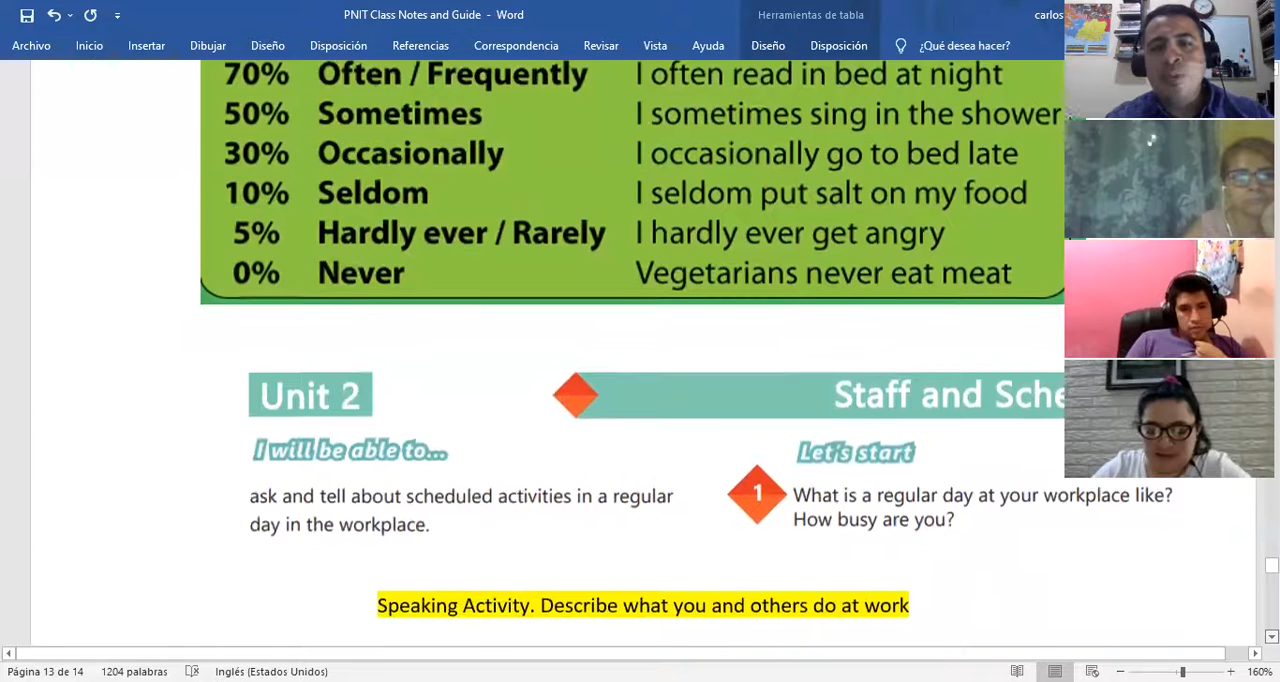 PNIT Class Notes and Guide - Word
Herramientas de tabla
carlos
Archivo Inicio Insertar Dibujar Diseño Disposición Referencias Correspondencia Revisar Vista Ayuda Diseño Disposición ¿Qué desea hacer?
70% Often / Frequently I often read in bed at night
50% Sometimes I sometimes sing in the shower
30% Occasionally I occasionally go to bed late
10% Seldom I seldom put salt on my food
5% Hardly ever / Rarely I hardly ever get angry
0% Never Vegetarians never eat meat
Unit 2
Staff and Sche
I will be able to...
Let's start
ask and tell about scheduled activities in a regular
day in the workplace.
1
What is a regular day at your workplace like?
How busy are you?
Speaking Activity. Describe what you and others do at work
Página 13 de 14 1204 palabras Inglés (Estados Unidos) 160%